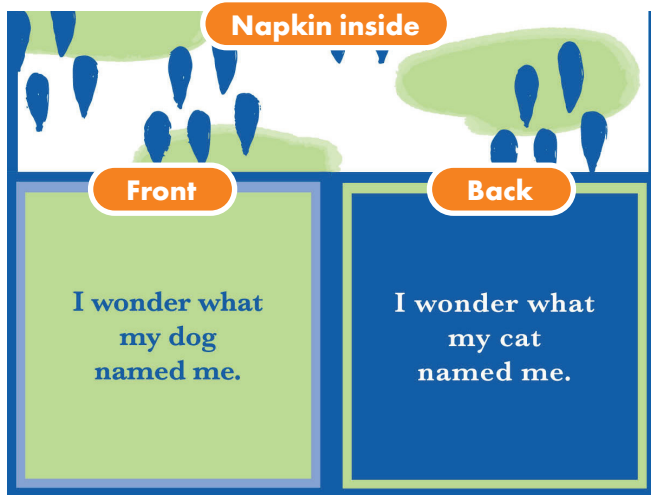 Napkin inside
Front
I wonder what
my dog
named me.
Back
I wonder what
my cat
named me.